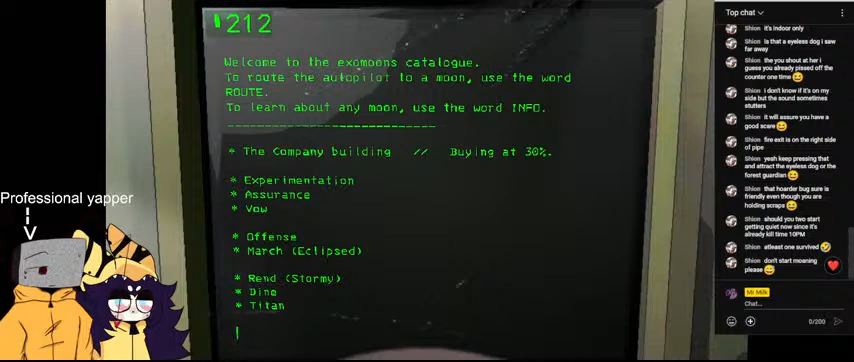 212
Welcome to the exomoons catalogue.
To route the autopilot to a moon, use the word
ROUTE.
To learn about any moon, use the word INFO.
* The Company building // Buying at 30%.
* Experimentation
* Assurance
* Vow
* Offense
* March (Eclipsed)
* Rend (Stormy)
* Dine
* Titan
Professional yapper
Top chat
Shion it's indoor only
Shion is that a eyeless dog i saw
far away
Shion the you shout at her i
guess you already pissed off the
counter one time
Shion i don't know if it's on my
side but the sound sometimes
stutters
Shion it will assure you have a
good scare
Shion fire exit is on the right side
of pipe
Shion yeah keep pressing that
and attract the eyeless dog or the
forest guardian
Shion that hoarder bug sure is
friendly even though you are
holding scraps
Shion should you two start
getting quiet now since it's
already kill time 10PM
Shion atleast one survived
Shion don't start moaning
please
Mr Milk
Chat...
0/200